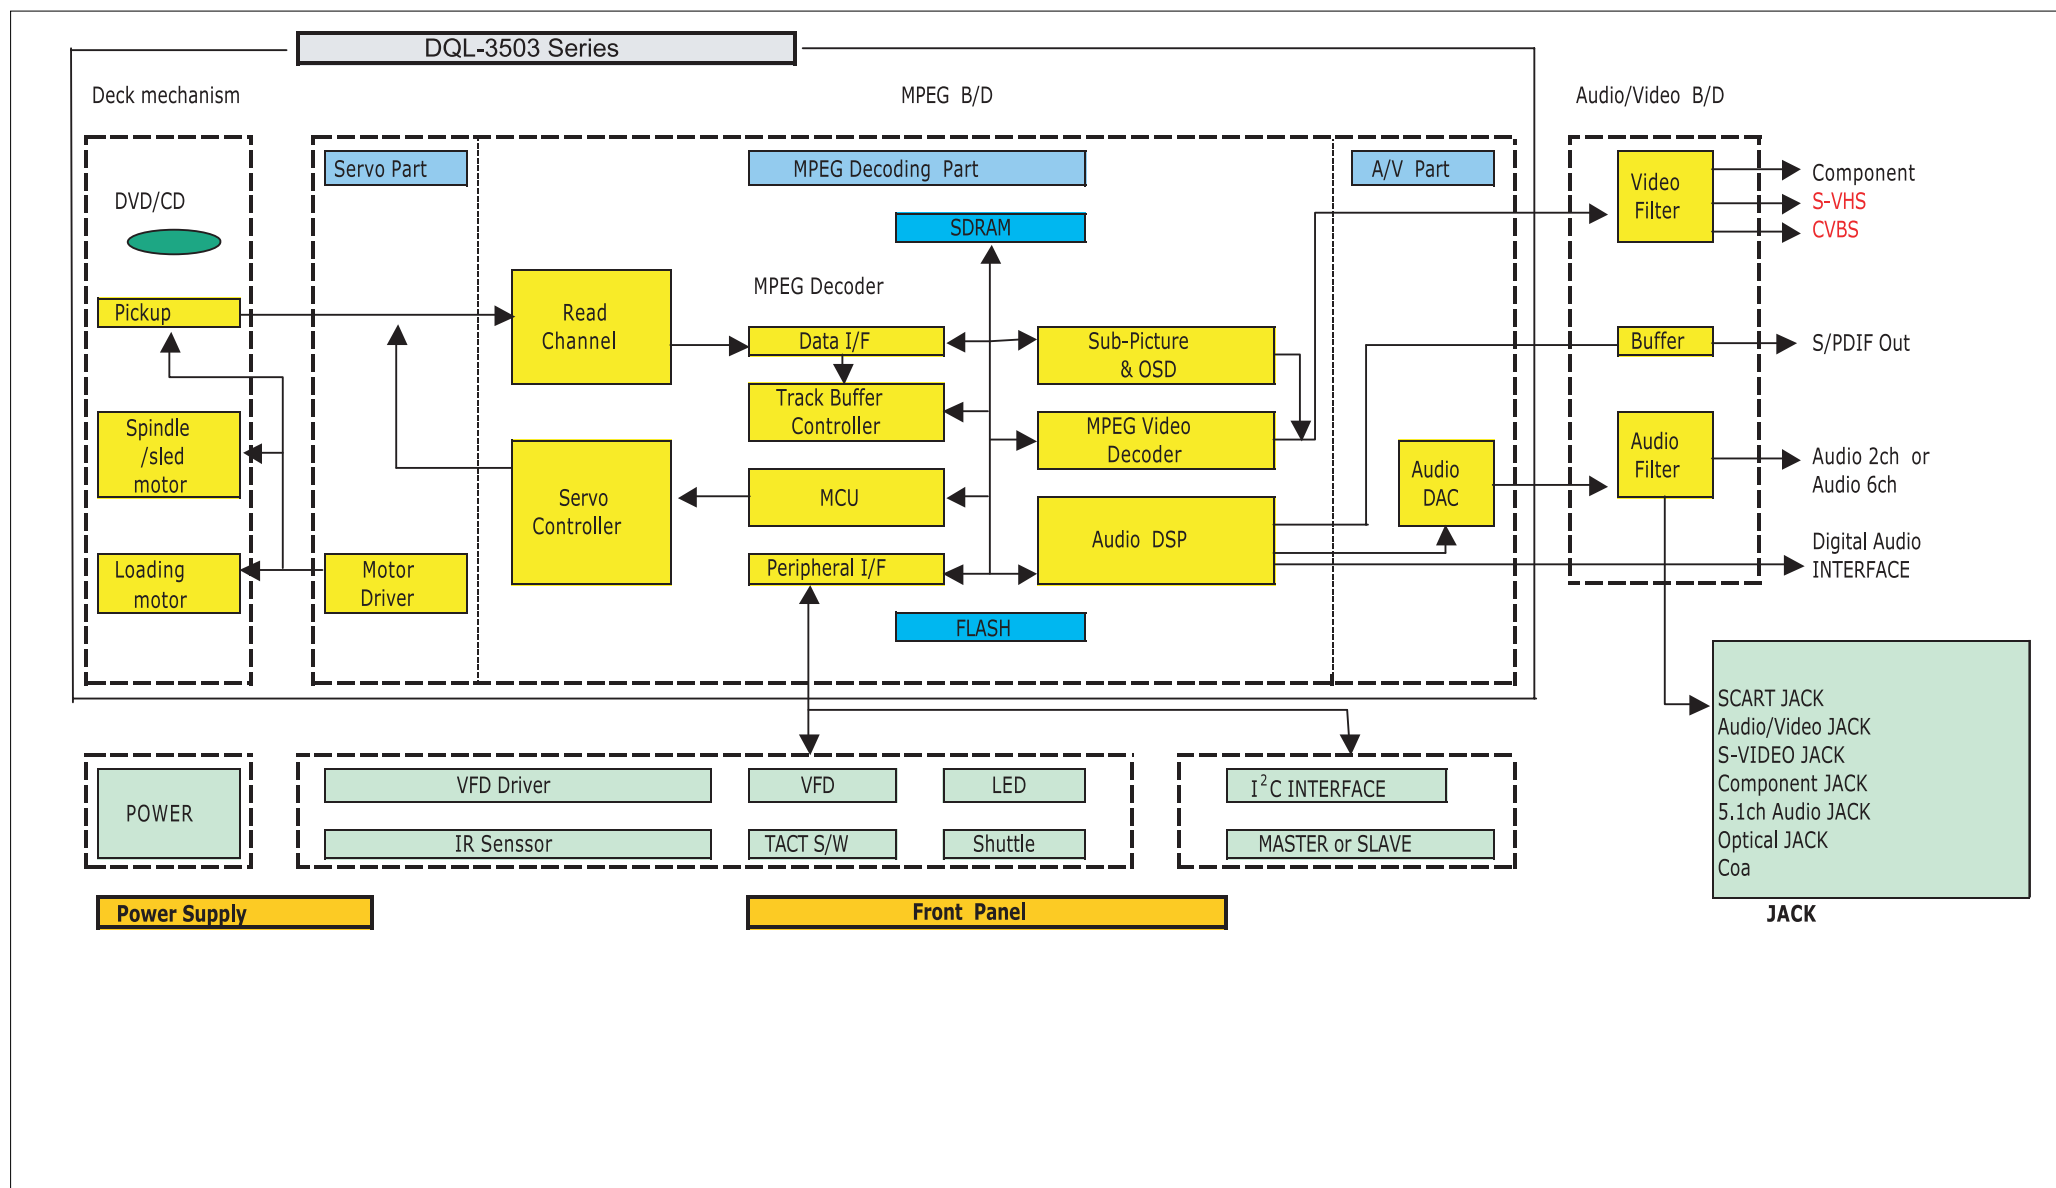 DQL-3503 Series
Deck mechanism
MPEG B/D
Audio/Video B/D
Servo Part
MPEG Decoding Part
A/V Part
DVD/CD
SDRAM
Video
Filter
Component
S-VHS
CVBS
Pickup
Read
Channel
MPEG Decoder
Data I/F
Sub-Picture
& OSD
Buffer
S/PDIF Out
Track Buffer
Controller
MPEG Video
Decoder
Spindle
/sled
motor
Servo
Controller
MCU
Audio DSP
Audio
DAC
Audio
Filter
Audio 2ch or
Audio 6ch
Digital Audio
INTERFACE
Loading
motor
Motor
Driver
Peripheral I/F
FLASH
SCART JACK
Audio/Video JACK
S-VIDEO JACK
Component JACK
5.1ch Audio JACK
Optical JACK
Coa
JACK
POWER
VFD Driver
VFD
LED
I²C INTERFACE
IR Senssor
TACT S/W
Shuttle
MASTER or SLAVE
Power Supply
Front Panel